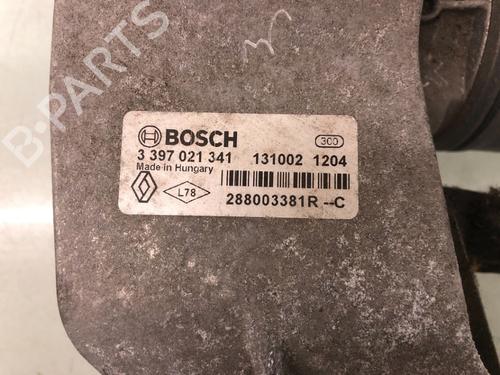 B-PARTS
BOSCH
300
3 397 021 341 131002 1204
Made in Hungary
L78
288003381R --C